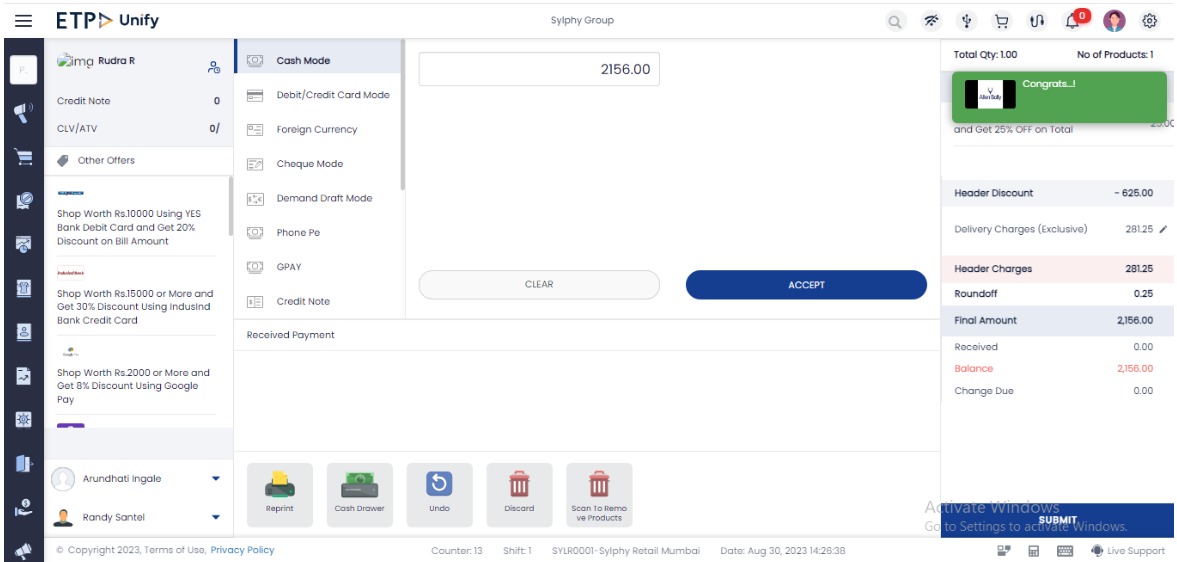 ETP Unify
Sylphy Group
0
img Rudra R
Credit Note 0
CLV/ATV 0/
Other Offers
Shop Worth Rs.10000 Using YES
Bank Debit Card and Get 20%
Discount on Bill Amount
IndusInd Bank
Shop Worth Rs.15000 or More and
Get 30% Discount Using IndusInd
Bank Credit Card
Shop Worth Rs.2000 or More and
Get 8% Discount Using Google
Pay
Arundhati Ingale
Randy Santel
Cash Mode
Debit/Credit Card Mode
Foreign Currency
Cheque Mode
Demand Draft Mode
Phone Pe
GPAY
Credit Note
2156.00
CLEAR
ACCEPT
Received Payment
Reprint
Cash Drawer
Undo
Discard
Scan To Remo
ve Products
Total Qty: 1.00 No of Products: 1
Congrats...!
Allen Solly
and Get 25% OFF on Total
Header Discount - 625.00
Delivery Charges (Exclusive) 281.25
Header Charges 281.25
Roundoff 0.25
Final Amount 2,156.00
Received 0.00
Balance 2,156.00
Change Due 0.00
Activate Windows
Go to Settings to activate Windows.
SUBMIT
© Copyright 2023, Terms of Use, Privacy Policy
Counter: 13 Shift: 1 SYLR0001-Sylphy Retail Mumbai Date: Aug 30, 2023 14:26:38
Live Support